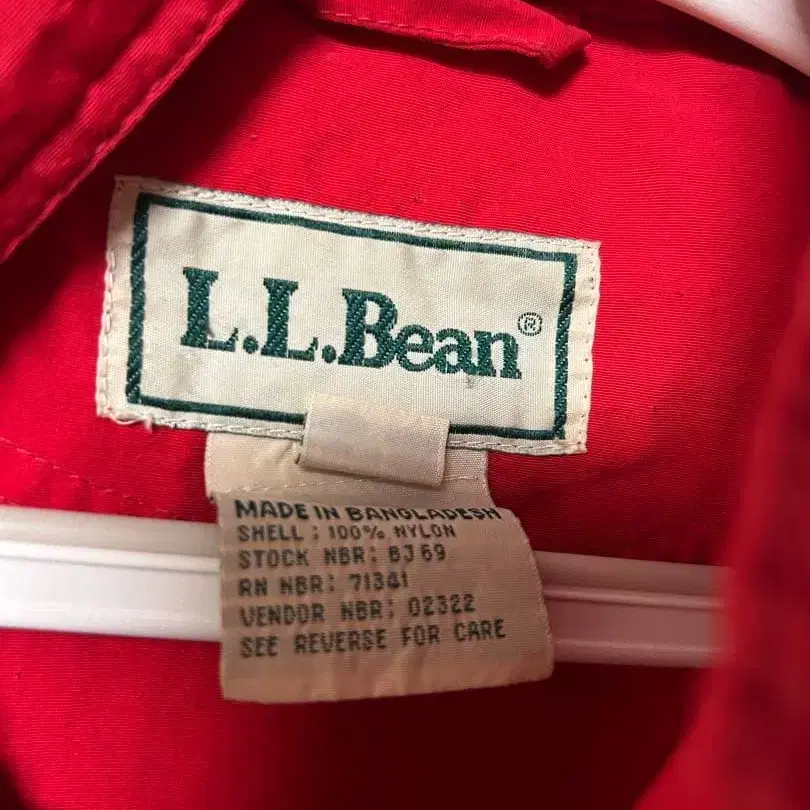 L.L.Bean®
MADE IN BANGLADESH
SHELL : 100% NYLON
STOCK NBR: BJ69
RN NBR: 71341
VENDOR NBR: 02322
SEE REVERSE FOR CARE